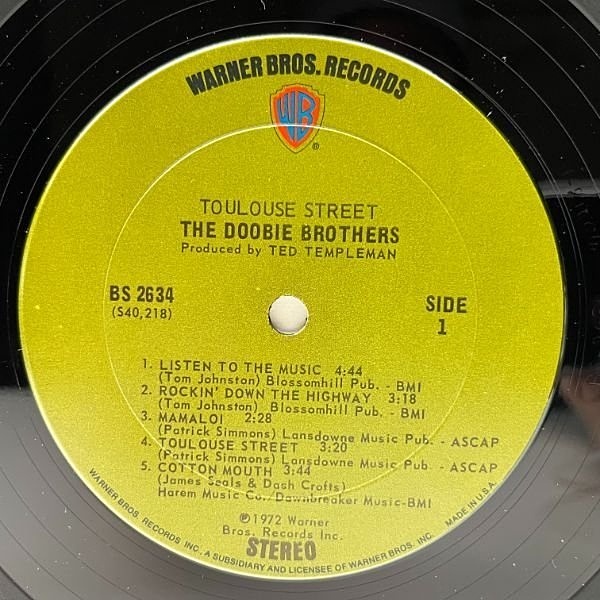 WARNER BROS. RECORDS
WB
®
TOULOUSE STREET
THE DOOBIE BROTHERS
Produced by TED TEMPLEMAN
BS 2634
(S40,218)
SIDE
1
1. LISTEN TO THE MUSIC 4:44
(Tom Johnston) Blossomhill Pub. - BMI
2. ROCKIN' DOWN THE HIGHWAY 3:18
(Tom Johnston) Blossomhill Pub. - BMI
3. MAMALOI 2:28
(Patrick Simmons) Lansdowne Music Pub. - ASCAP
4. TOULOUSE STREET 3:20
(Patrick Simmons) Lansdowne Music Pub. - ASCAP
5. COTTON MOUTH 3:44
(James Seals & Dash Crofts)
Harem Music Co./Dawnbreaker Music-BMI
℗1972 Warner
Bros. Records Inc.
STEREO
WARNER BROS. RECORDS INC., A SUBSIDIARY AND LICENSEE OF WARNER BROS. INC. MADE IN U.S.A.